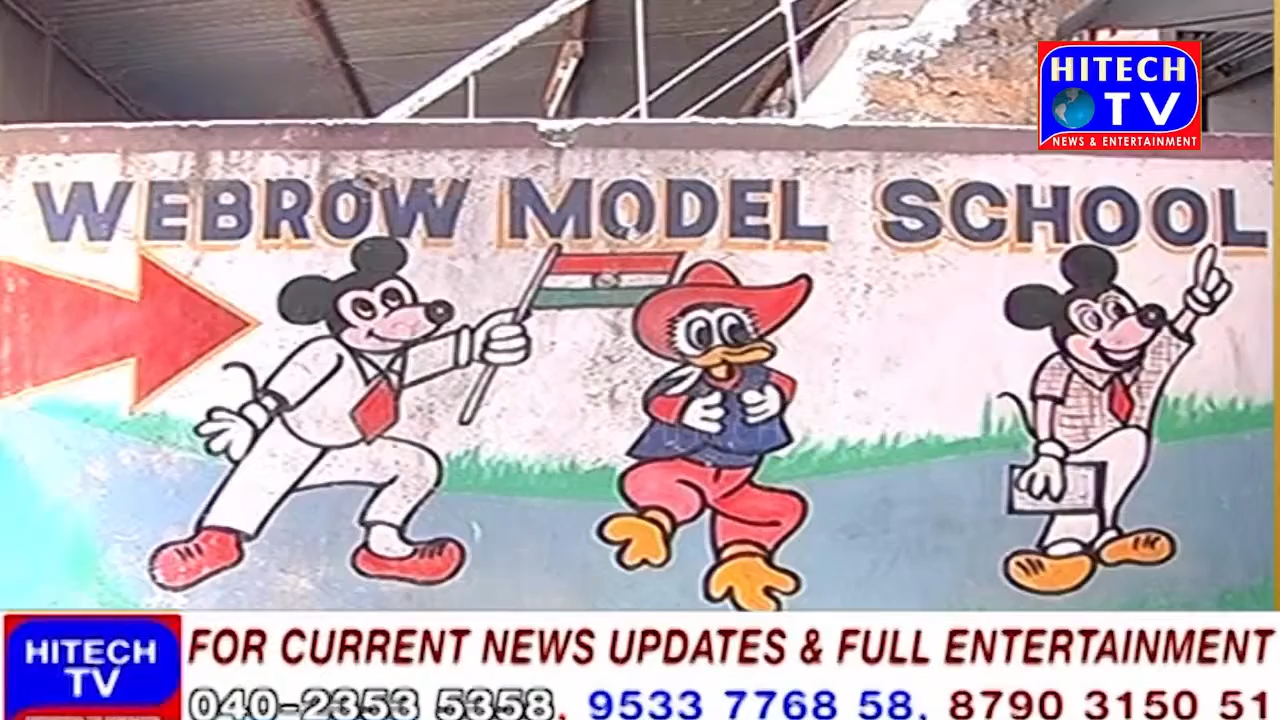 HITECH
TV
NEWS & ENTERTAINMENT
WEBROW MODEL SCHOOL
HITECH
TV
FOR CURRENT NEWS UPDATES & FULL ENTERTAINMENT
040-2353 5358, 9533 7768 58, 8790 3150 51